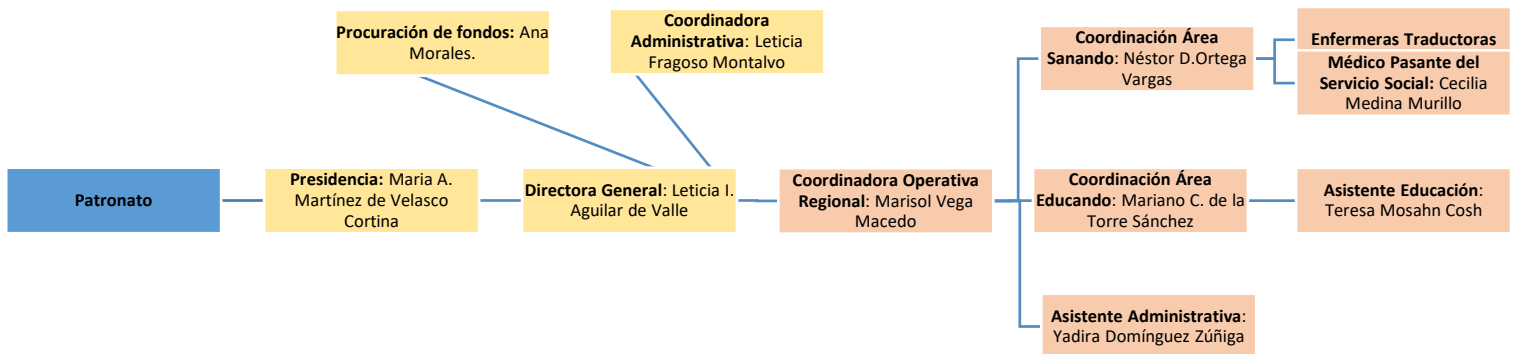 Procuración de fondos: Ana
Morales.
Coordinadora
Administrativa: Leticia
Fragoso Montalvo
Coordinación Área
Sanando: Néstor D.Ortega
Vargas
Enfermeras Traductoras
Médico Pasante del
Servicio Social: Cecilia
Medina Murillo
Patronato
Presidencia: Maria A.
Martínez de Velasco
Cortina
Directora General: Leticia I.
Aguilar de Valle
Coordinadora Operativa
Regional: Marisol Vega
Macedo
Coordinación Área
Educando: Mariano C. de la
Torre Sánchez
Asistente Educación:
Teresa Mosahn Cosh
Asistente Administrativa:
Yadira Domínguez Zúñiga